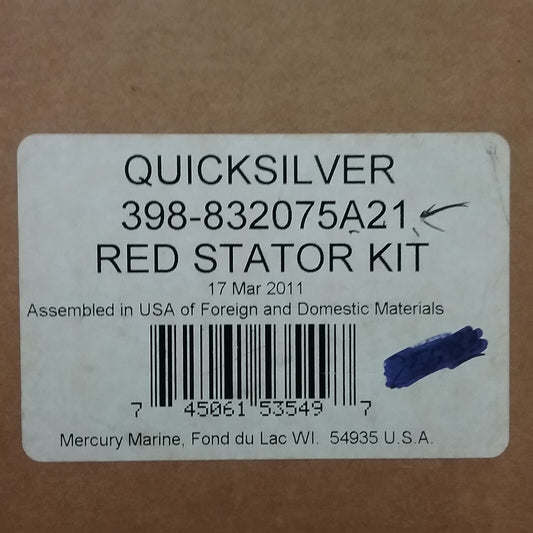 QUICKSILVER
398-832075A21
RED STATOR KIT
17 Mar 2011
Assembled in USA of Foreign and Domestic Materials
7 45061 53549 7
Mercury Marine, Fond du Lac WI. 54935 U.S.A.